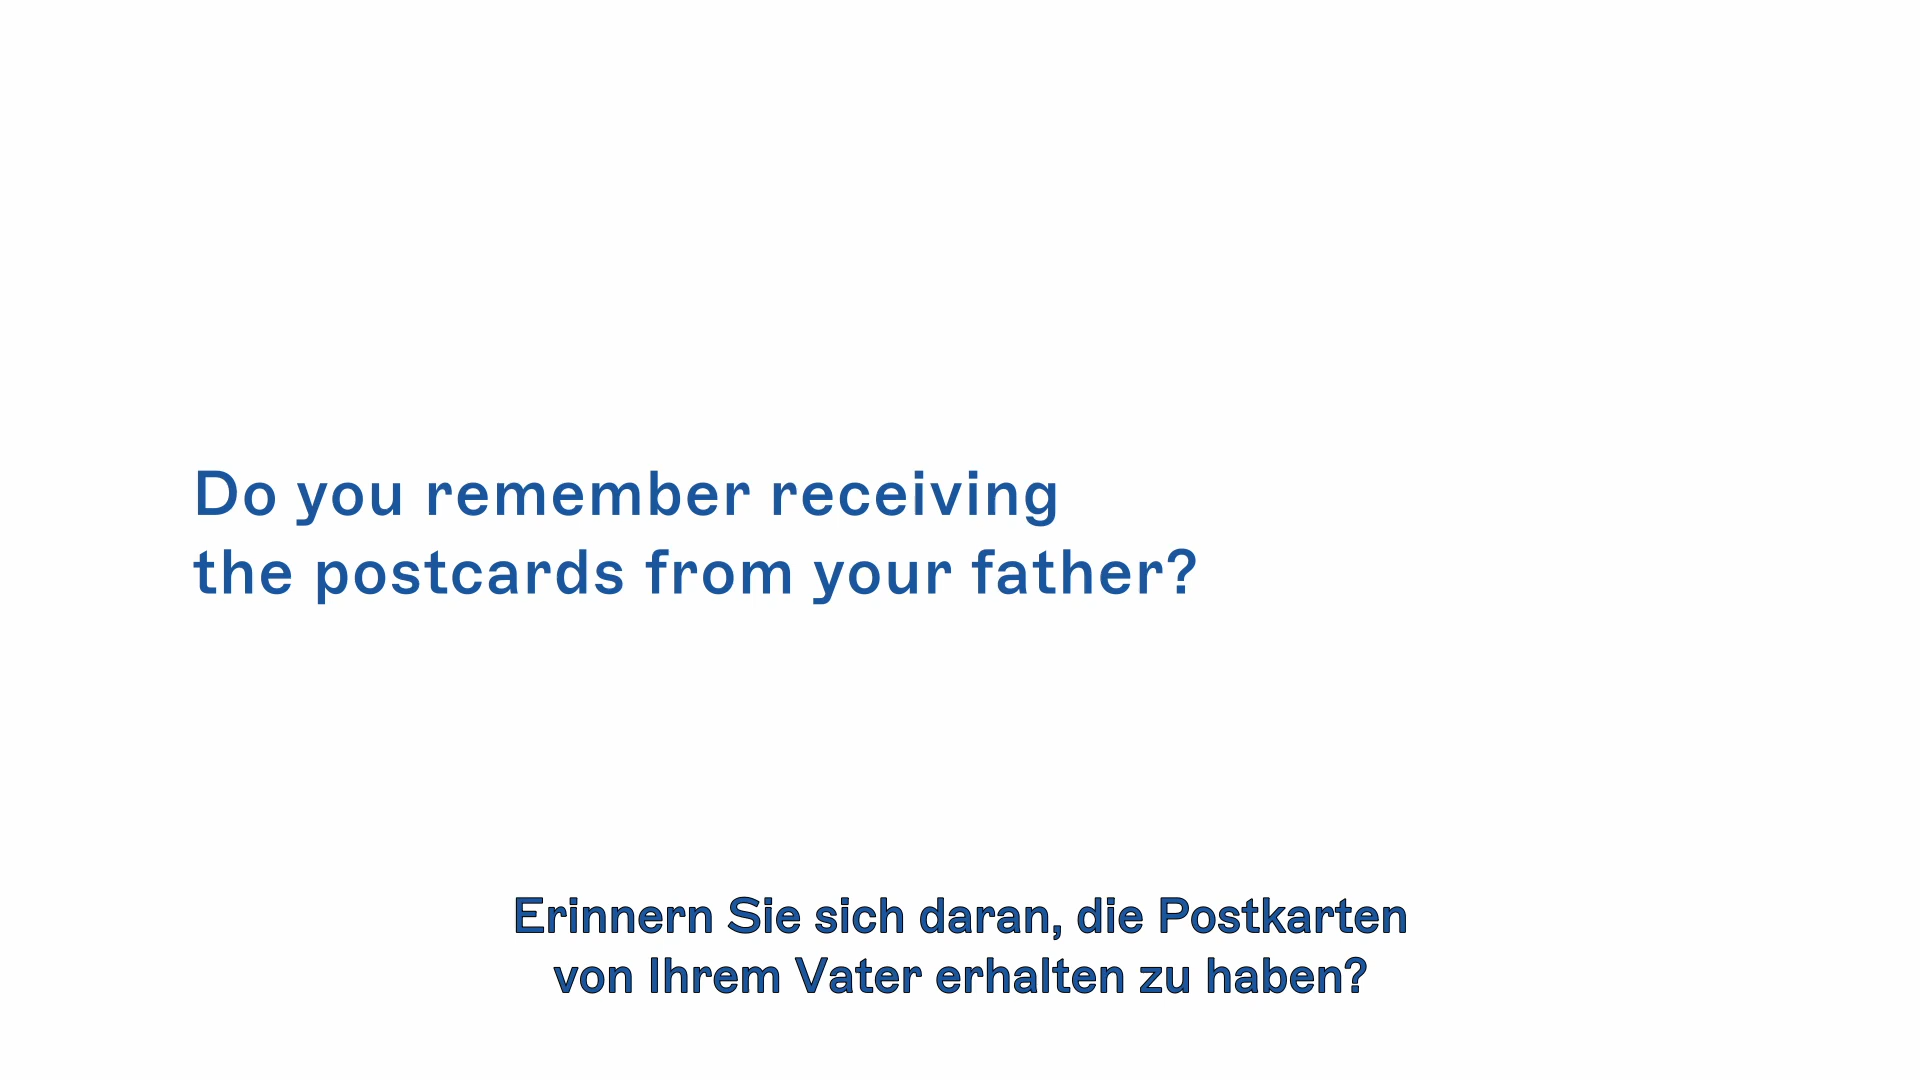 Do you remember receiving
the postcards from your father?
Erinnern Sie sich daran, die Postkarten
von Ihrem Vater erhalten zu haben?